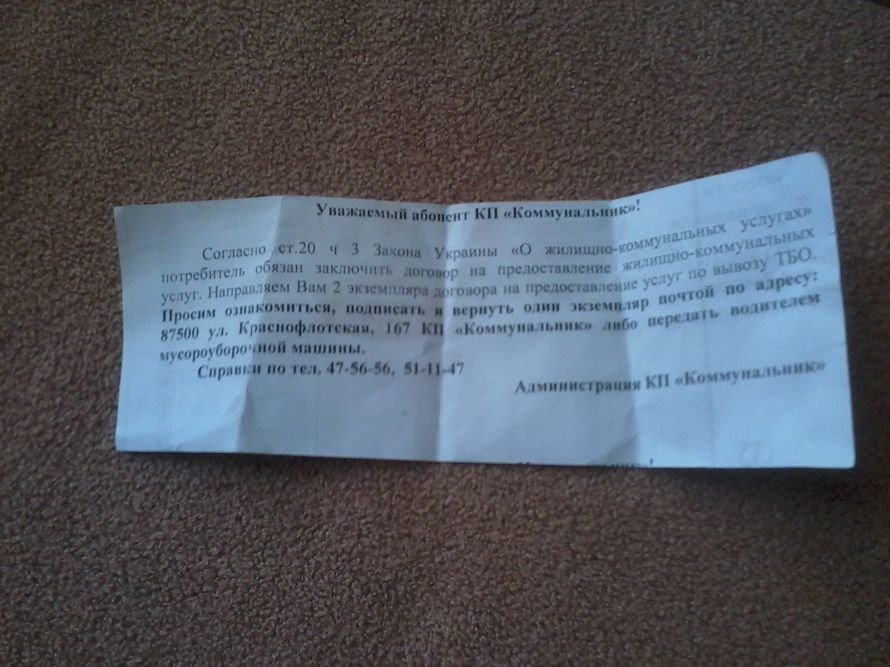 Уважаемый абонент КП «Коммунальник»!
Согласно ст.20 ч 3 Закона Украины «О жилищно-коммунальных услугах»
потребитель обязан заключить договор на предоставление жилищно-коммунальных
услуг. Направляем Вам 2 экземпляра договора на предоставление услуг по вывозу ТБО.
Просим ознакомиться, подписать и вернуть один экземпляр почтой по адресу:
87500 ул. Краснофлотская, 167 КП «Коммунальник» либо передать водителем
мусороуборочной машины.
Справки по тел. 47-56-56, 51-11-47
Администрация КП «Коммунальник»